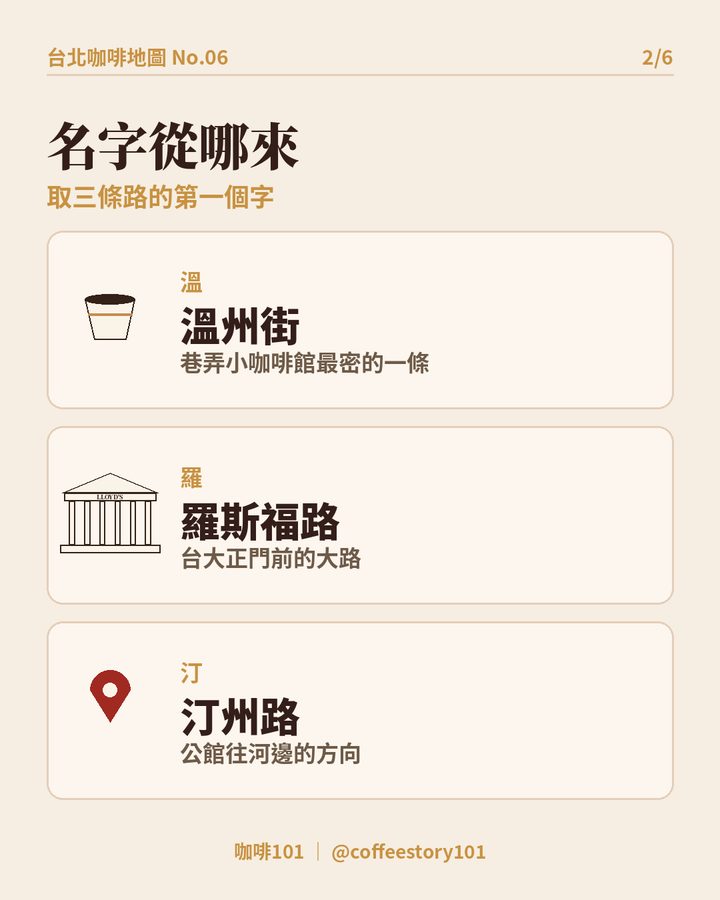 台北咖啡地圖 No.06
2/6
名字從哪來
取三條路的第一個字
溫
溫州街
巷弄小咖啡館最密的一條
LLOYD'S
羅
羅斯福路
台大正門前的大路
汀
汀州路
公館往河邊的方向
咖啡101｜@coffeestory101